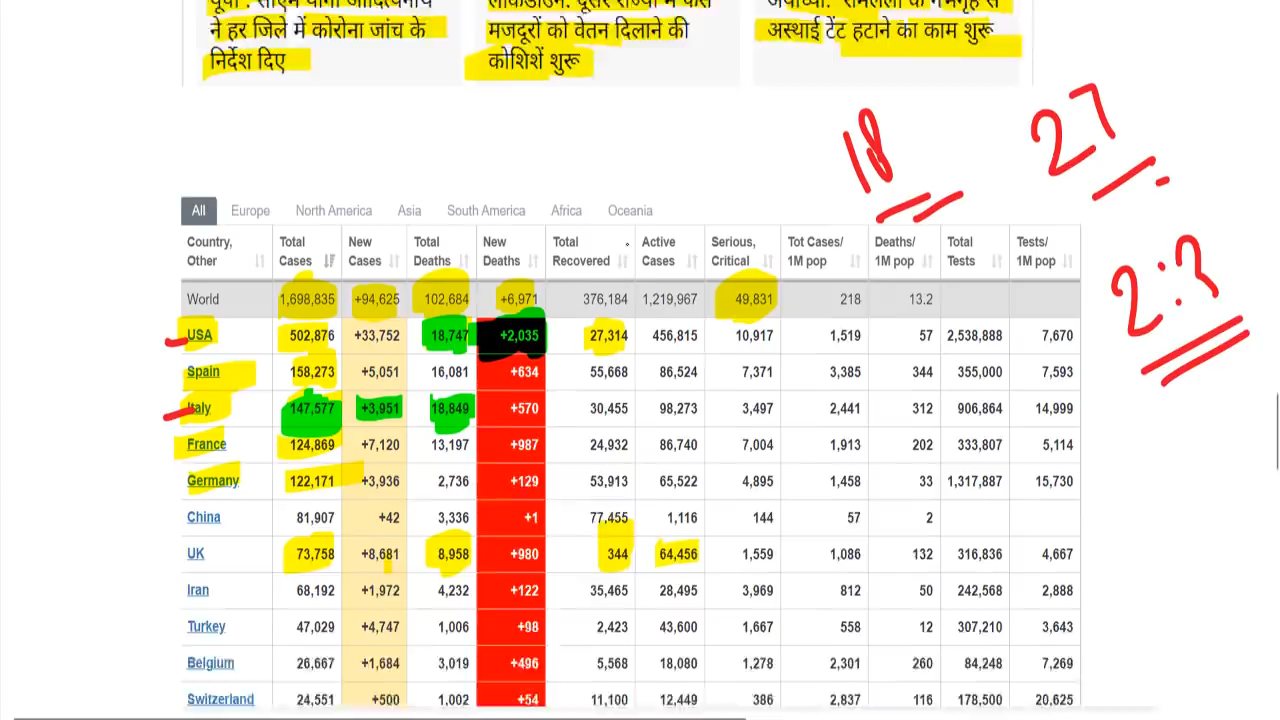 ने हर जिले में कोरोना जांच के
निर्देश दिए
मजदूरों को वेतन दिलाने की
कोशिशें शुरू
अस्थाई टेंट हटाने का काम शुरू
18
27
2:3
All Europe North America Asia South America Africa Oceania
Country, Other Total Cases New Cases Total Deaths New Deaths Total Recovered Active Cases Serious, Critical Tot Cases/ 1M pop Deaths/ 1M pop Total Tests Tests/ 1M pop
World 1,698,835 +94,625 102,684 +6,971 376,184 1,219,967 49,831 218 13.2
USA 502,876 +33,752 18,747 +2,035 27,314 456,815 10,917 1,519 57 2,538,888 7,670
Spain 158,273 +5,051 16,081 +634 55,668 86,524 7,371 3,385 344 355,000 7,593
Italy 147,577 +3,951 18,849 +570 30,455 98,273 3,497 2,441 312 906,864 14,999
France 124,869 +7,120 13,197 +987 24,932 86,740 7,004 1,913 202 333,807 5,114
Germany 122,171 +3,936 2,736 +129 53,913 65,522 4,895 1,458 33 1,317,887 15,730
China 81,907 +42 3,336 +1 77,455 1,116 144 57 2
UK 73,758 +8,681 8,958 +980 344 64,456 1,559 1,086 132 316,836 4,667
Iran 68,192 +1,972 4,232 +122 35,465 28,495 3,969 812 50 242,568 2,888
Turkey 47,029 +4,747 1,006 +98 2,423 43,600 1,667 558 12 307,210 3,643
Belgium 26,667 +1,684 3,019 +496 5,568 18,080 1,278 2,301 260 84,248 7,269
Switzerland 24,551 +500 1,002 +54 11,100 12,449 386 2,837 116 178,500 20,625